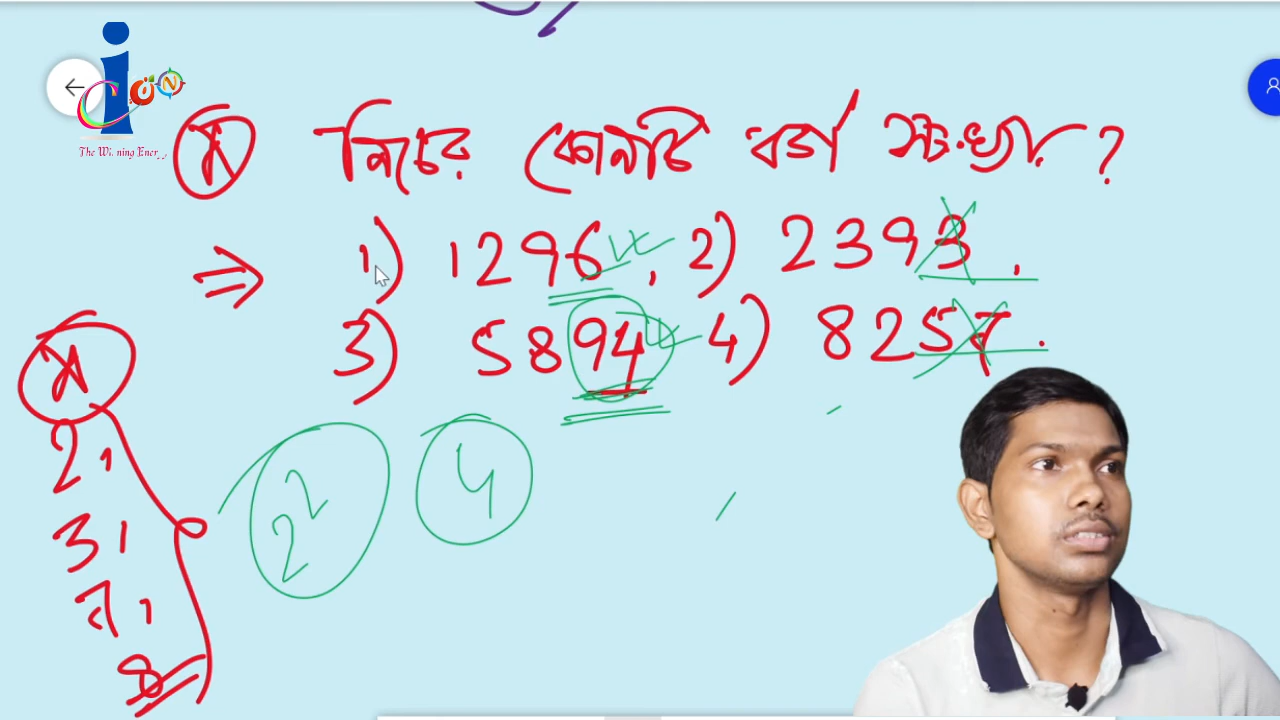 The Wi. ning Ener
নিচের কোনটি বর্গ সংখ্যা ?
⇒ 1) 1296 , 2) 2393 .
3) 5894 4) 8257 .
2 ,
3 ,
7 ,
8
2²
4